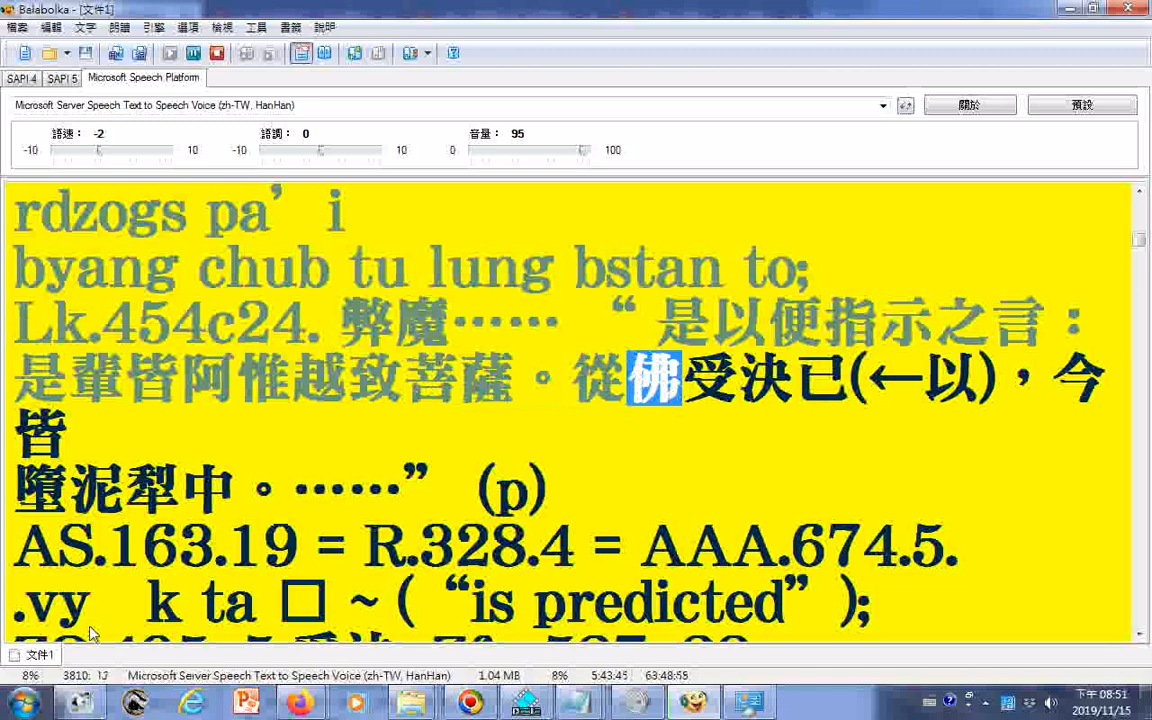 Balabolka - [文件1]
檔案 編輯 文字 朗讀 引擎 選項 檢視 工具 書籤 說明
SAPI 4 SAPI 5 Microsoft Speech Platform
Microsoft Server Speech Text to Speech Voice (zh-TW, HanHan) 關於 預設
語速： -2 語調： 0 音量： 95
-10 10 -10 10 0 100
rdzogs pa’ i
byang chub tu lung bstan to;
Lk.454c24. 弊魔…… “ 是以便指示之言：
是輩皆阿惟越致菩薩。從佛受決已(←以)，今
皆
墮泥犁中。……” (p)
AS.163.19 = R.328.4 = AAA.674.5.
.vy k ta □ ~ ( “is predicted” );
文件1
8% 3810: 13 Microsoft Server Speech Text to Speech Voice (zh-TW, HanHan) 1.04 MB 8% 5:43:45 63:48:55
下午 08:51
2019/11/15